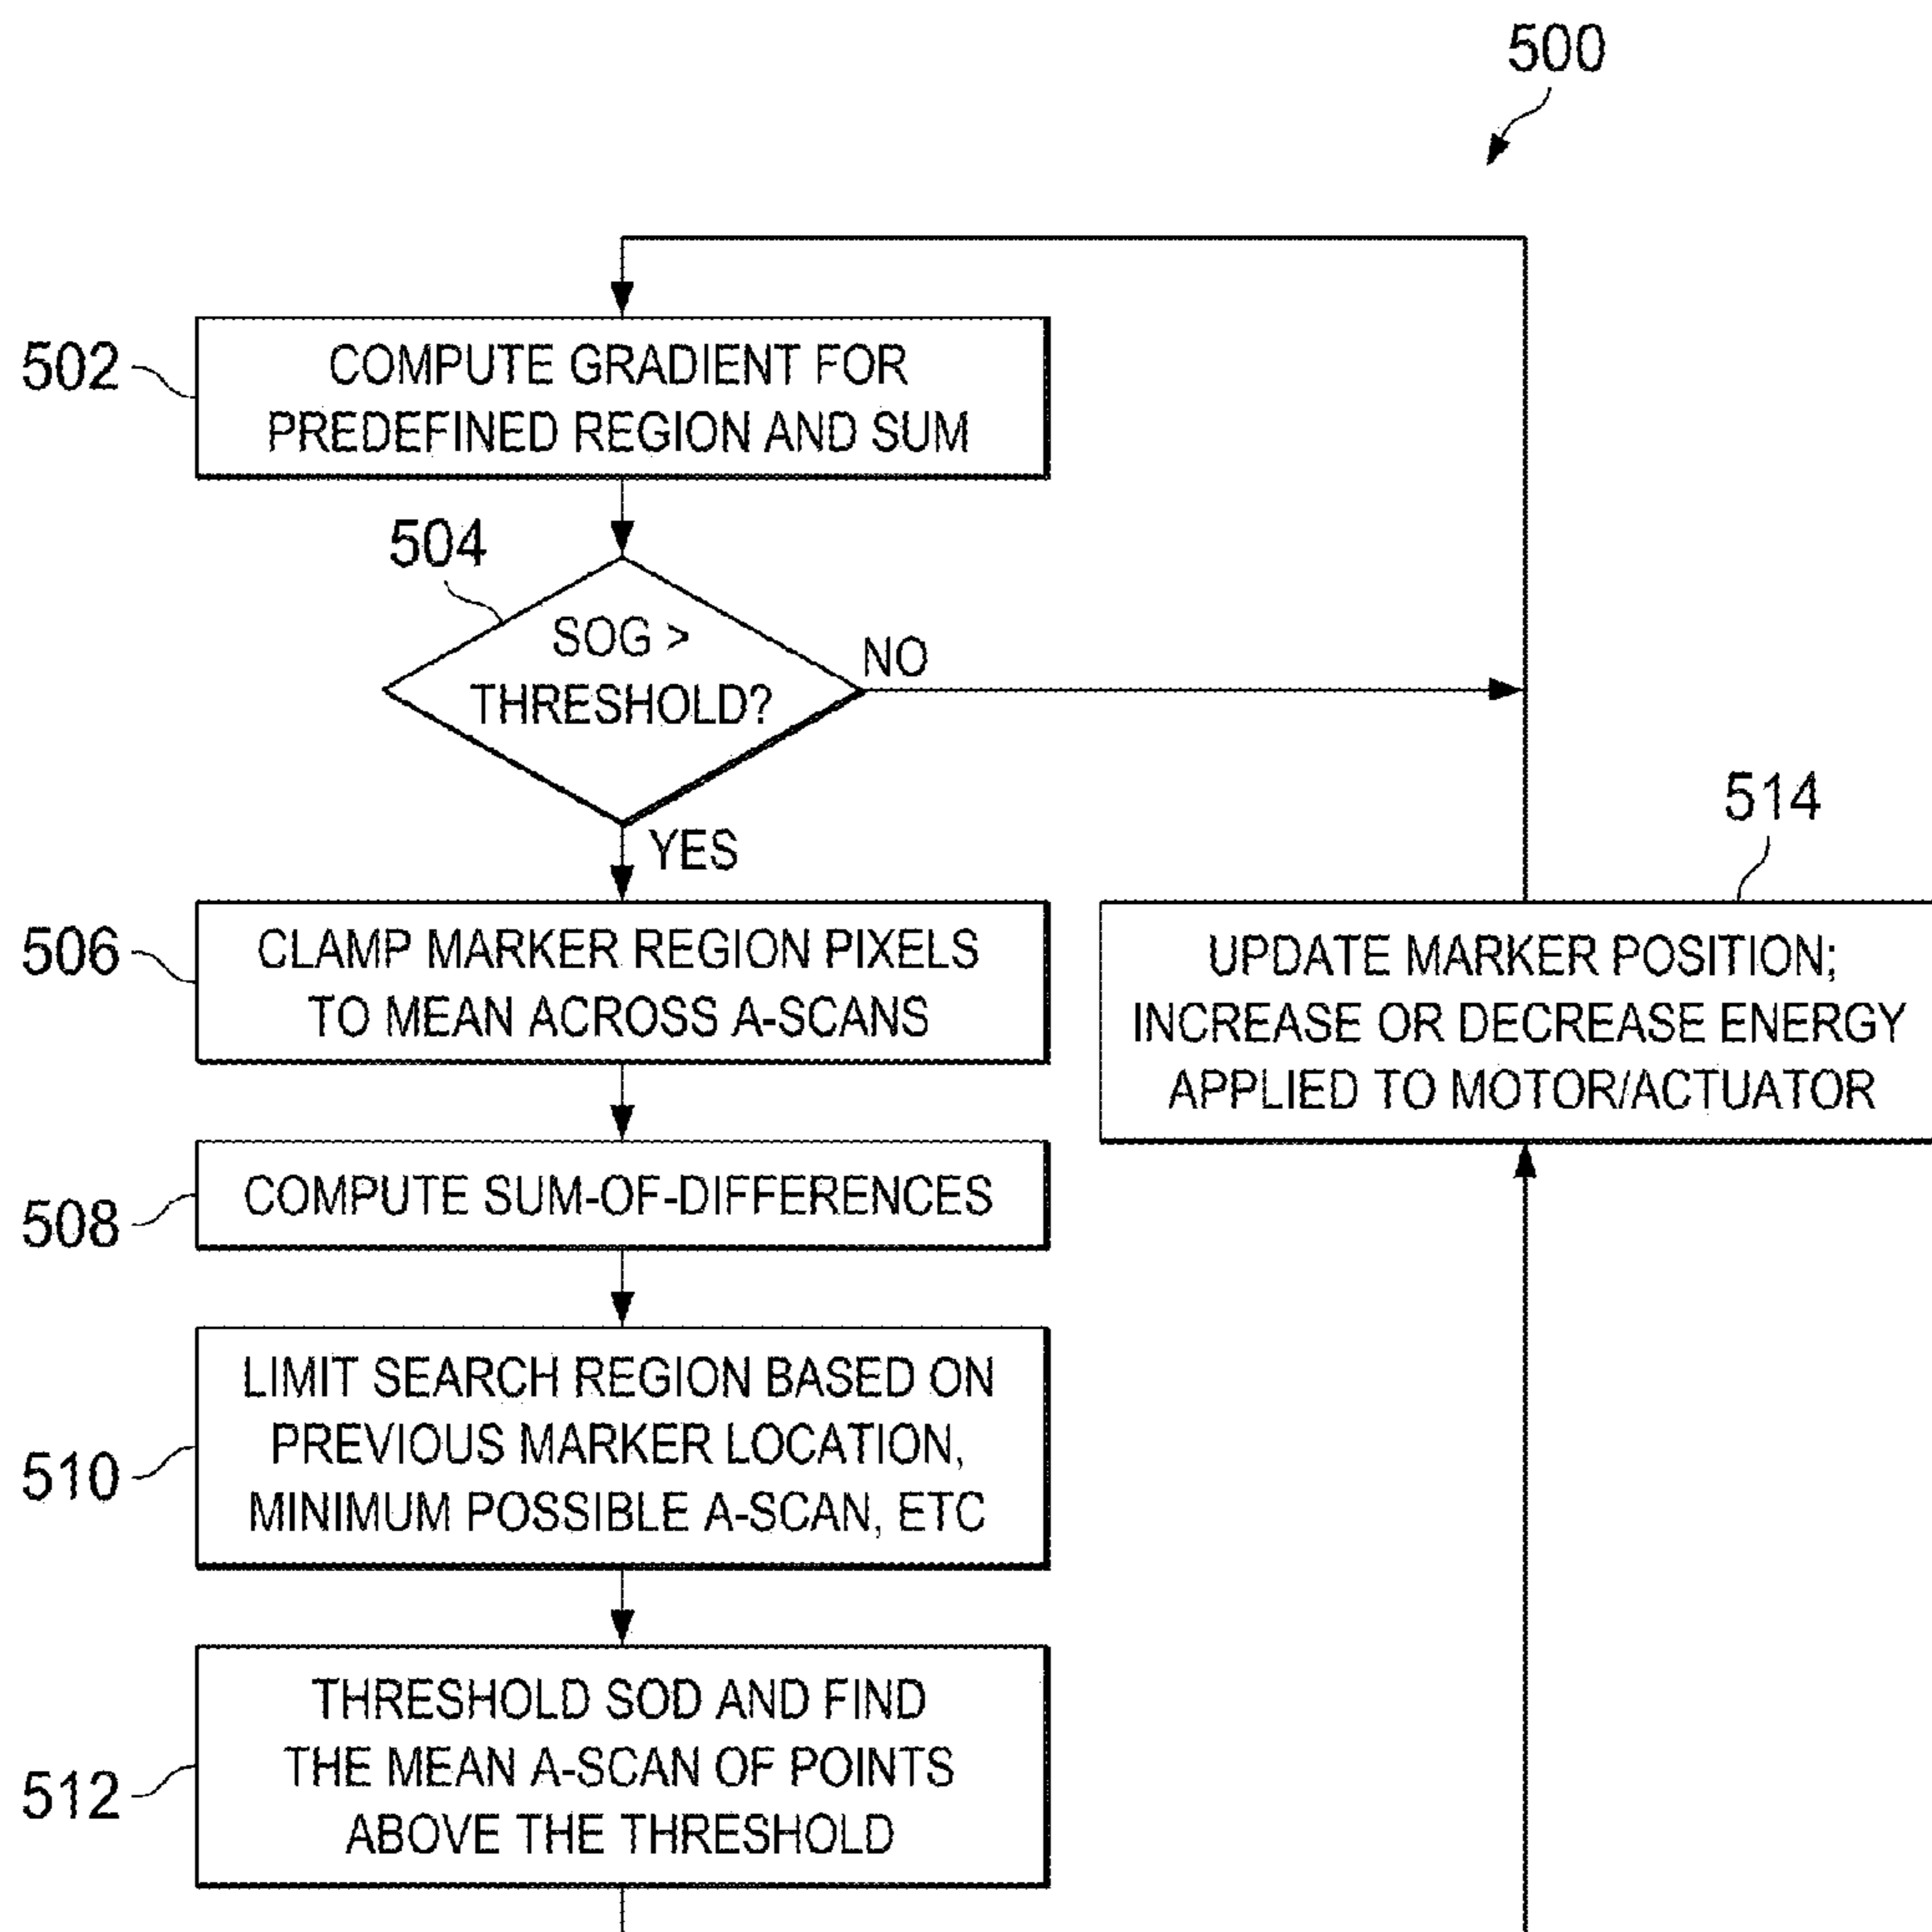 500
502
COMPUTE GRADIENT FOR
PREDEFINED REGION AND SUM
504
SOG >
THRESHOLD?
NO
YES
506
CLAMP MARKER REGION PIXELS
TO MEAN ACROSS A-SCANS
508
COMPUTE SUM-OF-DIFFERENCES
510
LIMIT SEARCH REGION BASED ON
PREVIOUS MARKER LOCATION,
MINIMUM POSSIBLE A-SCAN, ETC
512
THRESHOLD SOD AND FIND
THE MEAN A-SCAN OF POINTS
ABOVE THE THRESHOLD
514
UPDATE MARKER POSITION;
INCREASE OR DECREASE ENERGY
APPLIED TO MOTOR/ACTUATOR